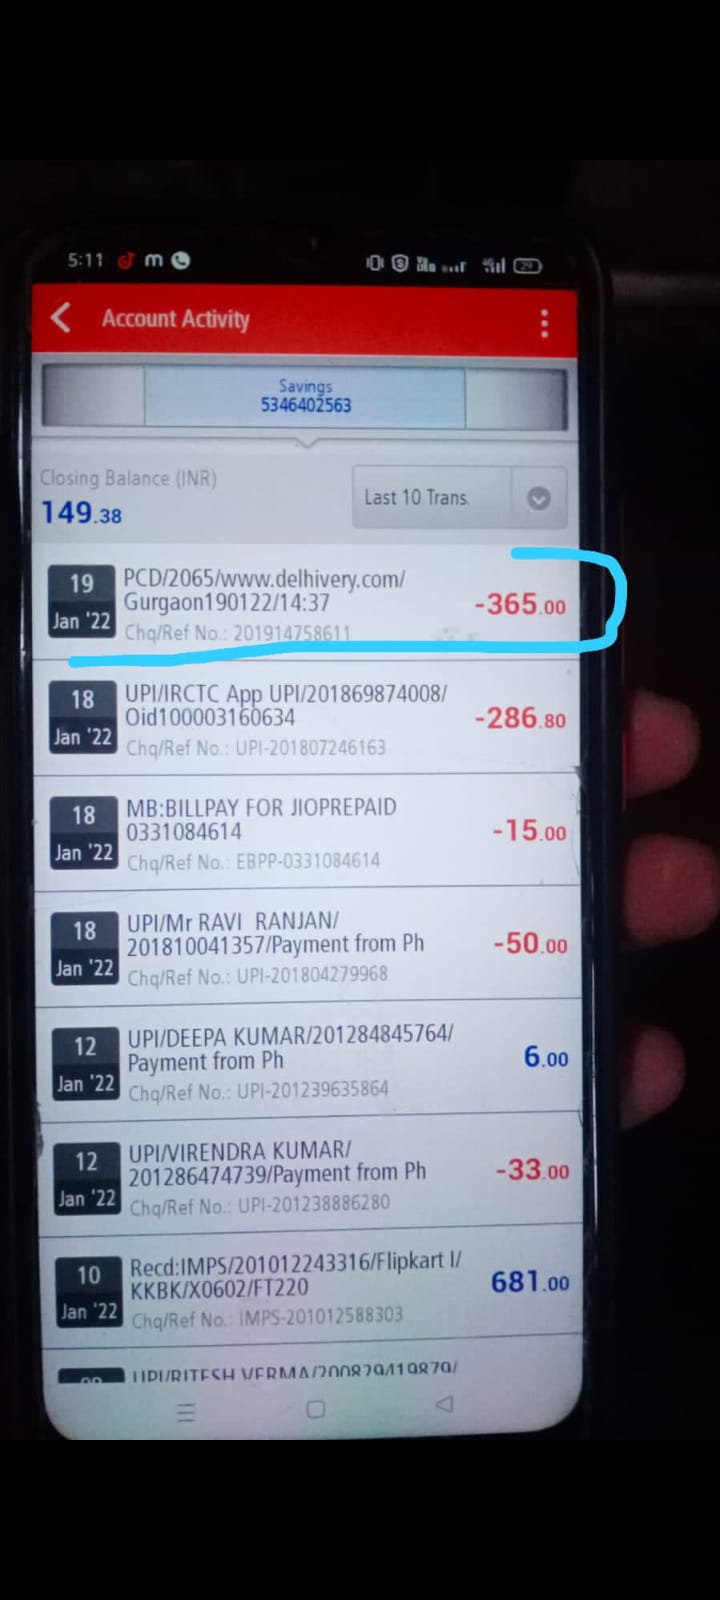 5:11
29
Account Activity
Savings
5346402563
Closing Balance (INR)
149.38
Last 10 Trans.
19
Jan '22
PCD/2065/www.delhivery.com/
Gurgaon190122/14:37
Chq/Ref No.: 201914758611
-365.00
18
Jan '22
UPI/IRCTC App UPI/201869874008/
Oid100003160634
Chq/Ref No.: UPI-201807246163
-286.80
18
Jan '22
MB:BILLPAY FOR JIOPREPAID
0331084614
Chq/Ref No.: EBPP-0331084614
-15.00
18
Jan '22
UPI/Mr RAVI RANJAN/
201810041357/Payment from Ph
Chq/Ref No.: UPI-201804279968
-50.00
12
Jan '22
UPI/DEEPA KUMAR/201284845764/
Payment from Ph
Chq/Ref No.: UPI-201239635864
6.00
12
Jan '22
UPI/VIRENDRA KUMAR/
201286474739/Payment from Ph
Chq/Ref No.: UPI-201238886280
-33.00
10
Jan '22
Recd:IMPS/201012243316/Flipkart I/
KKBK/X0602/FT220
Chq/Ref No.: IMPS-201012588303
681.00
UPI/RITESH VERMA/200829419879/